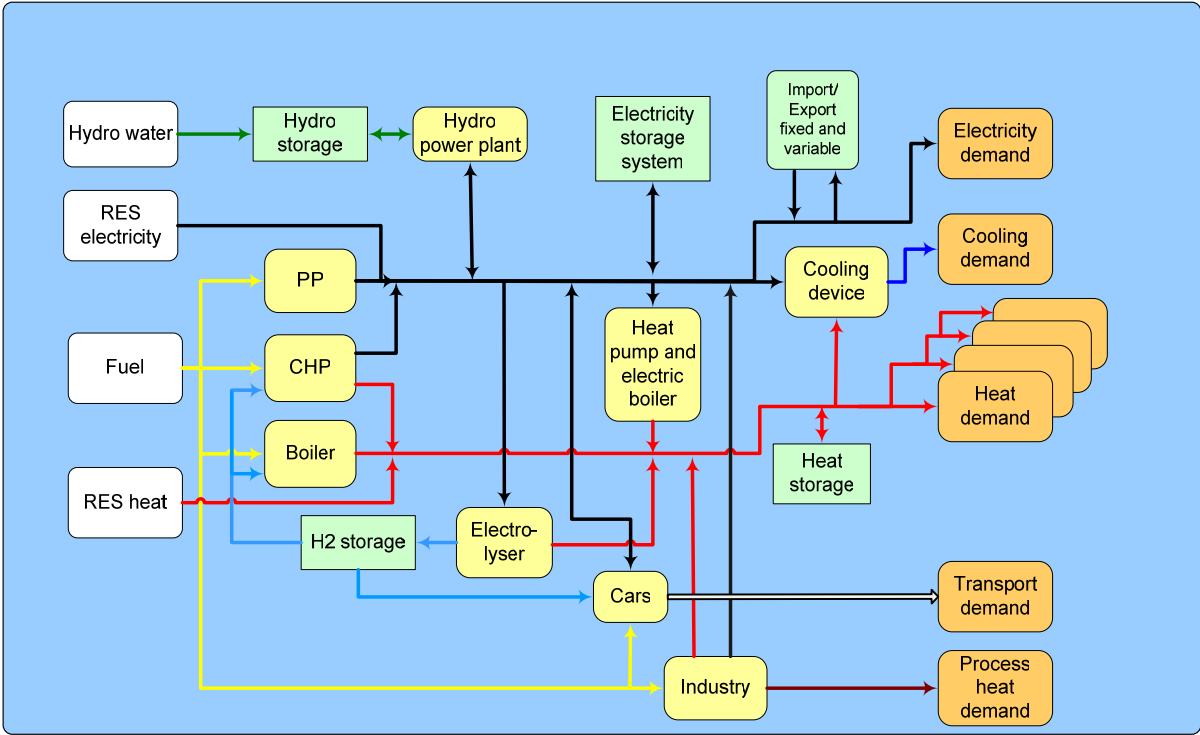 Hydro water
Hydro
storage
Hydro
power plant
Electricity
storage
system
Import/
Export
fixed and
variable
Electricity
demand
RES
electricity
PP
Cooling
device
Cooling
demand
Fuel
CHP
Heat
pump and
electric
boiler
Heat
demand
Boiler
Heat
storage
RES heat
H2 storage
Electro-
lyser
Cars
Transport
demand
Industry
Process
heat
demand